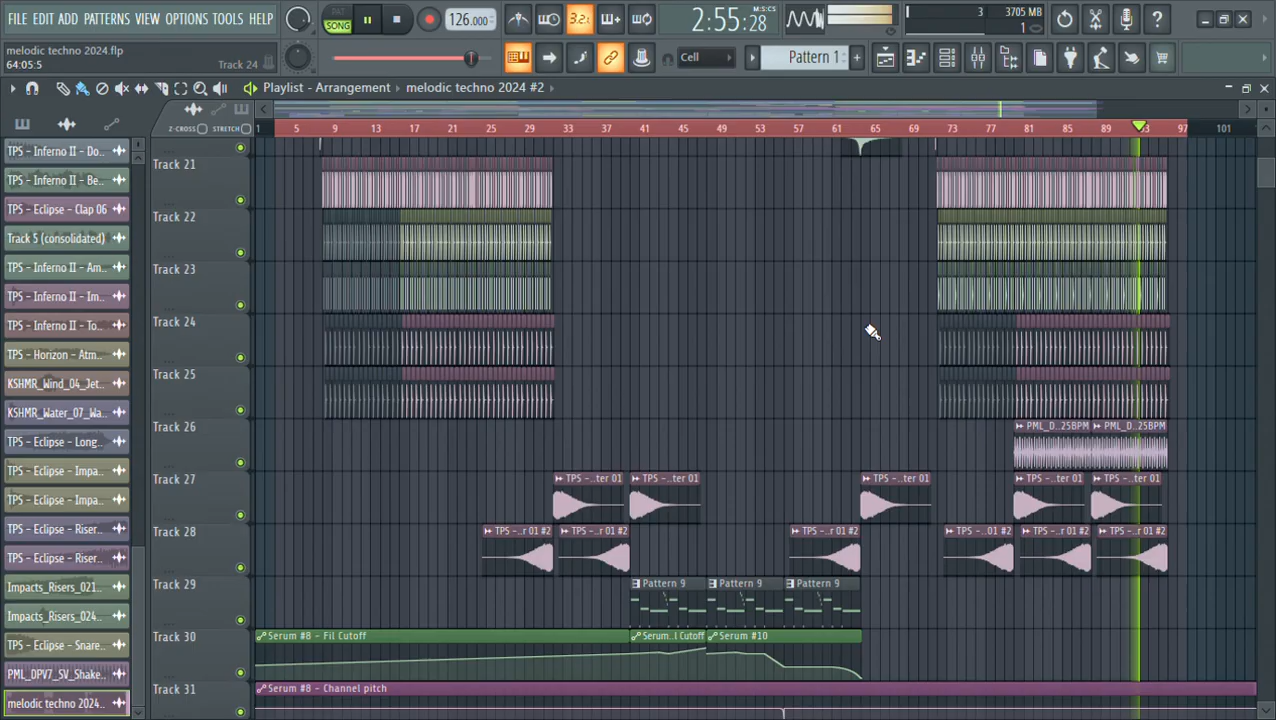 FILE EDIT ADD PATTERNS VIEW OPTIONS TOOLS HELP
PAT
SONG
126.000
3.2.
2:55:28
M:S:CS
3
3705 MB
1
melodic techno 2024.flp
64:05:5
Track 24
Cell
Pattern 1
Playlist - Arrangement
melodic techno 2024 #2
Z-CROSS
STRETCH
1 5 9 13 17 21 25 29 33 37 41 45 49 53 57 61 65 69 73 77 81 85 89 93 97 101
TPS - Inferno II - Do...
TPS - Inferno II - Be...
TPS - Eclipse - Clap 06
Track 5 (consolidated)
TPS - Inferno II - Am...
TPS - Inferno II - Im...
TPS - Inferno II - To...
TPS - Horizon - Atm...
KSHMR_Wind_04_Jet...
KSHMR_Water_07_Wa...
TPS - Eclipse - Long...
TPS - Eclipse - Impa...
TPS - Eclipse - Impa...
TPS - Eclipse - Riser...
TPS - Eclipse - Riser...
Impacts_Risers_021...
Impacts_Risers_024...
TPS - Eclipse - Snare...
PML_DPV7_SV_Shake...
melodic techno 2024...
Track 21
Track 22
Track 23
Track 24
Track 25
Track 26
PML_D...25BPM
PML_D...25BPM
Track 27
TPS -...ter 01
TPS -...ter 01
TPS -...ter 01
TPS -...ter 01
TPS -...ter 01
Track 28
TPS -...r 01 #2
TPS -...r 01 #2
TPS -...r 01 #2
TPS -...01 #2
TPS -...r 01 #2
TPS -...r 01 #2
Track 29
Pattern 9
Pattern 9
Pattern 9
Track 30
Serum #8 - Fil Cutoff
Serum...l Cutoff
Serum #10
Track 31
Serum #8 - Channel pitch